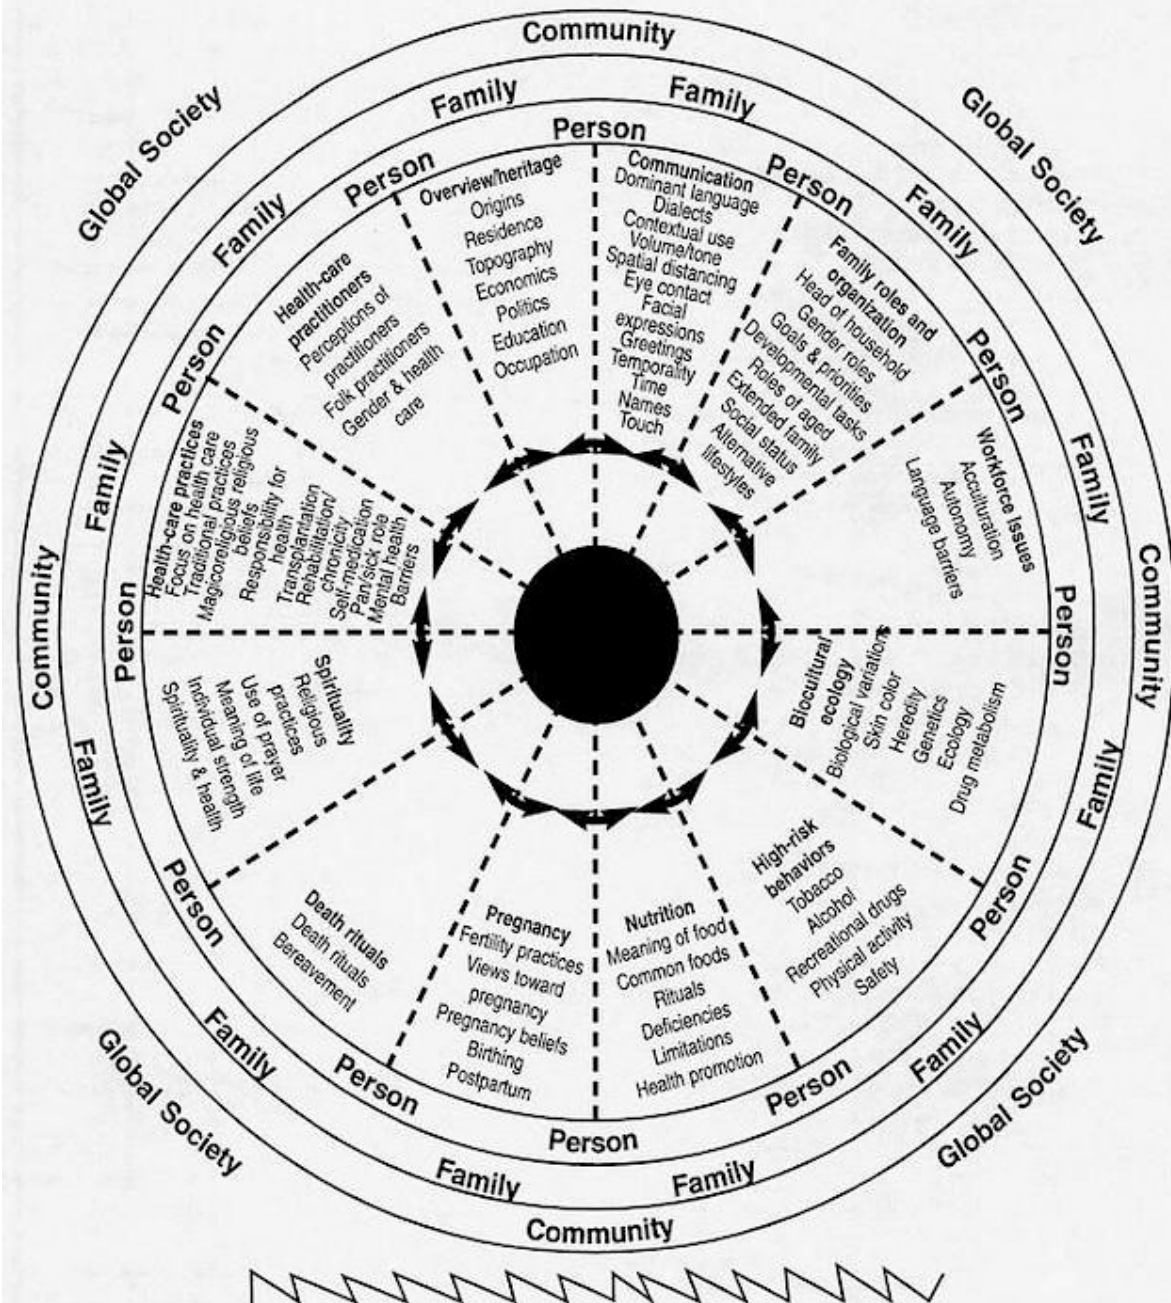 Community
Global Society
Global Society
Family
Family
Person
Person
Person
Family
Family
Overview/heritage
Origins
Residence
Topography
Economics
Politics
Education
Occupation
Communication
Dominant language
Dialects
Contextual use
Volume/tone
Spatial distancing
Eye contact
Facial
expressions
Greetings
Temporality
Time
Names
Touch
Family roles and
organization
Head of household
Gender roles
Goals & priorities
Developmental tasks
Roles of aged
Extended family
Social status
Alternative
lifestyles
Person
Family
Workforce Issues
Acculturation
Autonomy
Language barriers
Community
Person
Biocultural
ecology
Biological variations
Skin color
Heredity
Genetics
Ecology
Drug metabolism
Family
Person
High-risk
behaviors
Tobacco
Alcohol
Recreational drugs
Physical activity
Safety
Family
Global Society
Person
Nutrition
Meaning of food
Common foods
Rituals
Deficiencies
Limitations
Health promotion
Person
Family
Community
Family
Pregnancy
Fertility practices
Views toward
pregnancy
Pregnancy beliefs
Birthing
Postpartum
Person
Family
Global Society
Death rituals
Death rituals
Bereavement
Person
Family
Spirituality
Religious
practices
Use of prayer
Meaning of life
Individual strength
Spirituality & health
Person
Community
Family
Health-care practices
Focus on health care
Traditional practices
Magicoreligious religious
beliefs
Responsibility for
health
Transplantation
Rehabilitation/
chronicity
Self-medication
Pan/sick role
Mental health
Barriers
Person
Health-care
practitioners
Perceptions of
practitioners
Folk practitioners
Gender & health
care